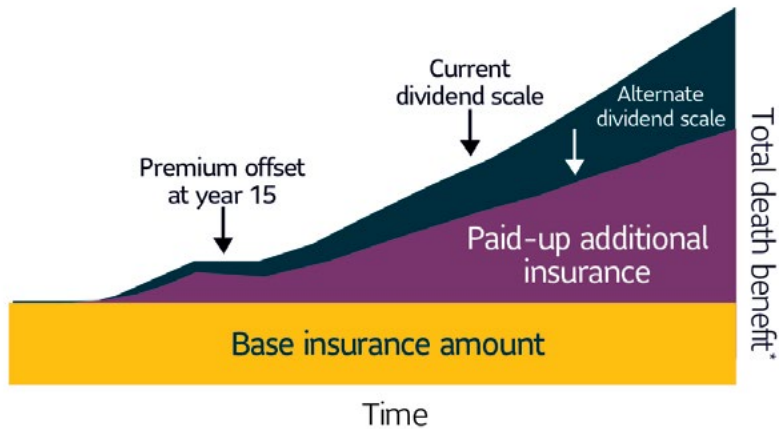 Current
dividend scale
Alternate
dividend scale
Premium offset
at year 15
Paid-up additional
insurance
Base insurance amount
Total death benefit*
Time